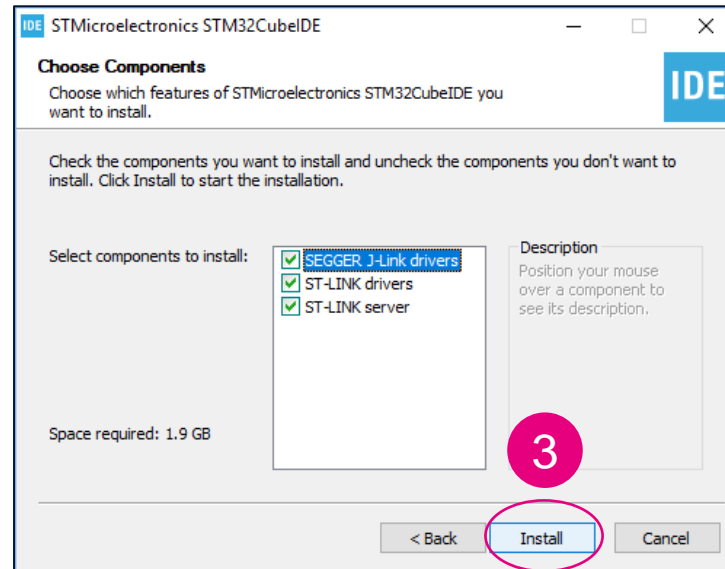 IDE STMicroelectronics STM32CubeIDE
Choose Components
Choose which features of STMicroelectronics STM32CubeIDE you
want to install.
IDE
Check the components you want to install and uncheck the components you don't want to
install. Click Install to start the installation.
Select components to install:
SEGGER J-Link drivers
ST-LINK drivers
ST-LINK server
Description
Position your mouse
over a component to
see its description.
Space required: 1.9 GB
3
< Back
Install
Cancel